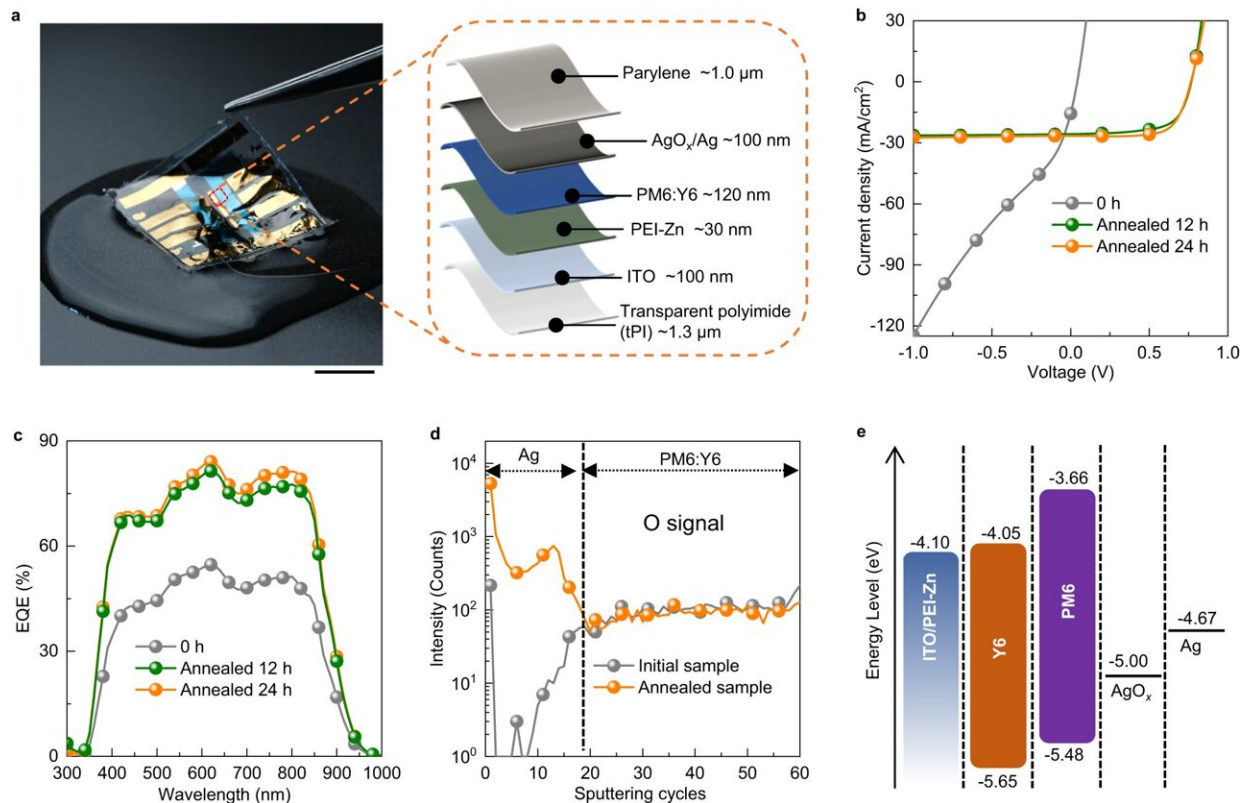 a
Parylene ~1.0 μm
AgOₓ/Ag ~100 nm
PM6:Y6 ~120 nm
PEI-Zn ~30 nm
ITO ~100 nm
Transparent polyimide
(tPI) ~1.3 μm
b
Current density (mA/cm²)
30
0
-30
-60
-90
-120
0 h
Annealed 12 h
Annealed 24 h
-1.0
-0.5
0.0
0.5
1.0
Voltage (V)
c
EQE (%)
90
60
30
0
0 h
Annealed 12 h
Annealed 24 h
300 400 500 600 700 800 900 1000
Wavelength (nm)
d
Intensity (Counts)
10⁴
10³
10²
10¹
10⁰
Ag
PM6:Y6
O signal
Initial sample
Annealed sample
0 10 20 30 40 50 60
Sputtering cycles
e
Energy Level (eV)
-4.10
ITO/PEI-Zn
-4.05
Y6
-5.65
-3.66
PM6
-5.48
-5.00
AgOₓ
-4.67
Ag